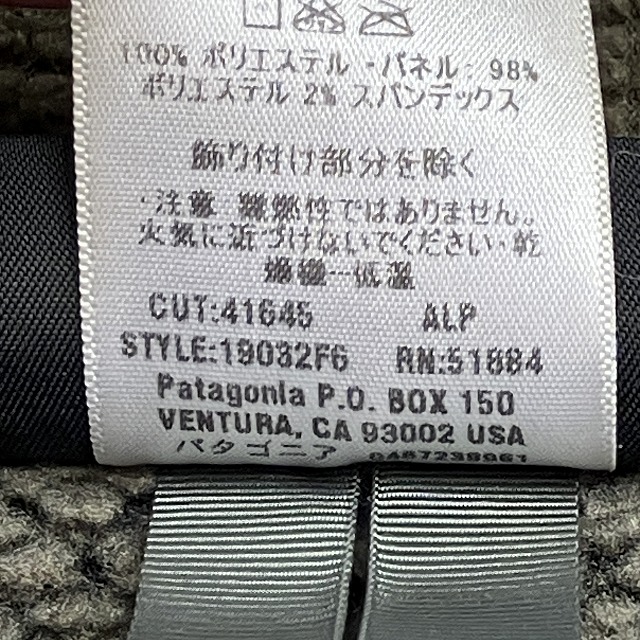 100% ポリエステル・パネル: 98%
ポリエステル 2% スパンデックス
飾り付け部分を除く
・注意 難燃性ではありません。
火気に近づけないでください・乾
燥機－低温
CUT:41645 ALP
STYLE:19032F6 RN:51884
Patagonia P.O. BOX 150
VENTURA, CA 93002 USA
パタゴニア 0467238961